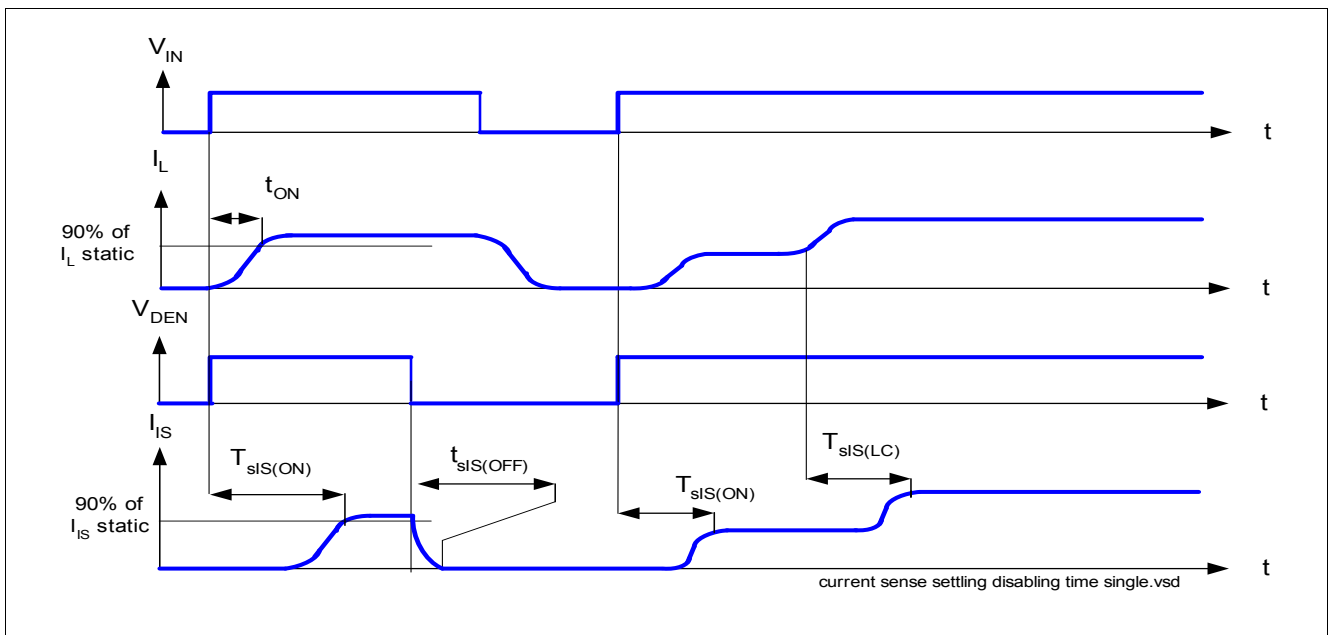 V_IN
t
I_L
t_ON
90% of
I_L static
t
V_DEN
t
I_IS
T_sIS(ON)
t_sIS(OFF)
T_sIS(ON)
T_sIS(LC)
90% of
I_IS static
t
current sense settling disabling time single.vsd